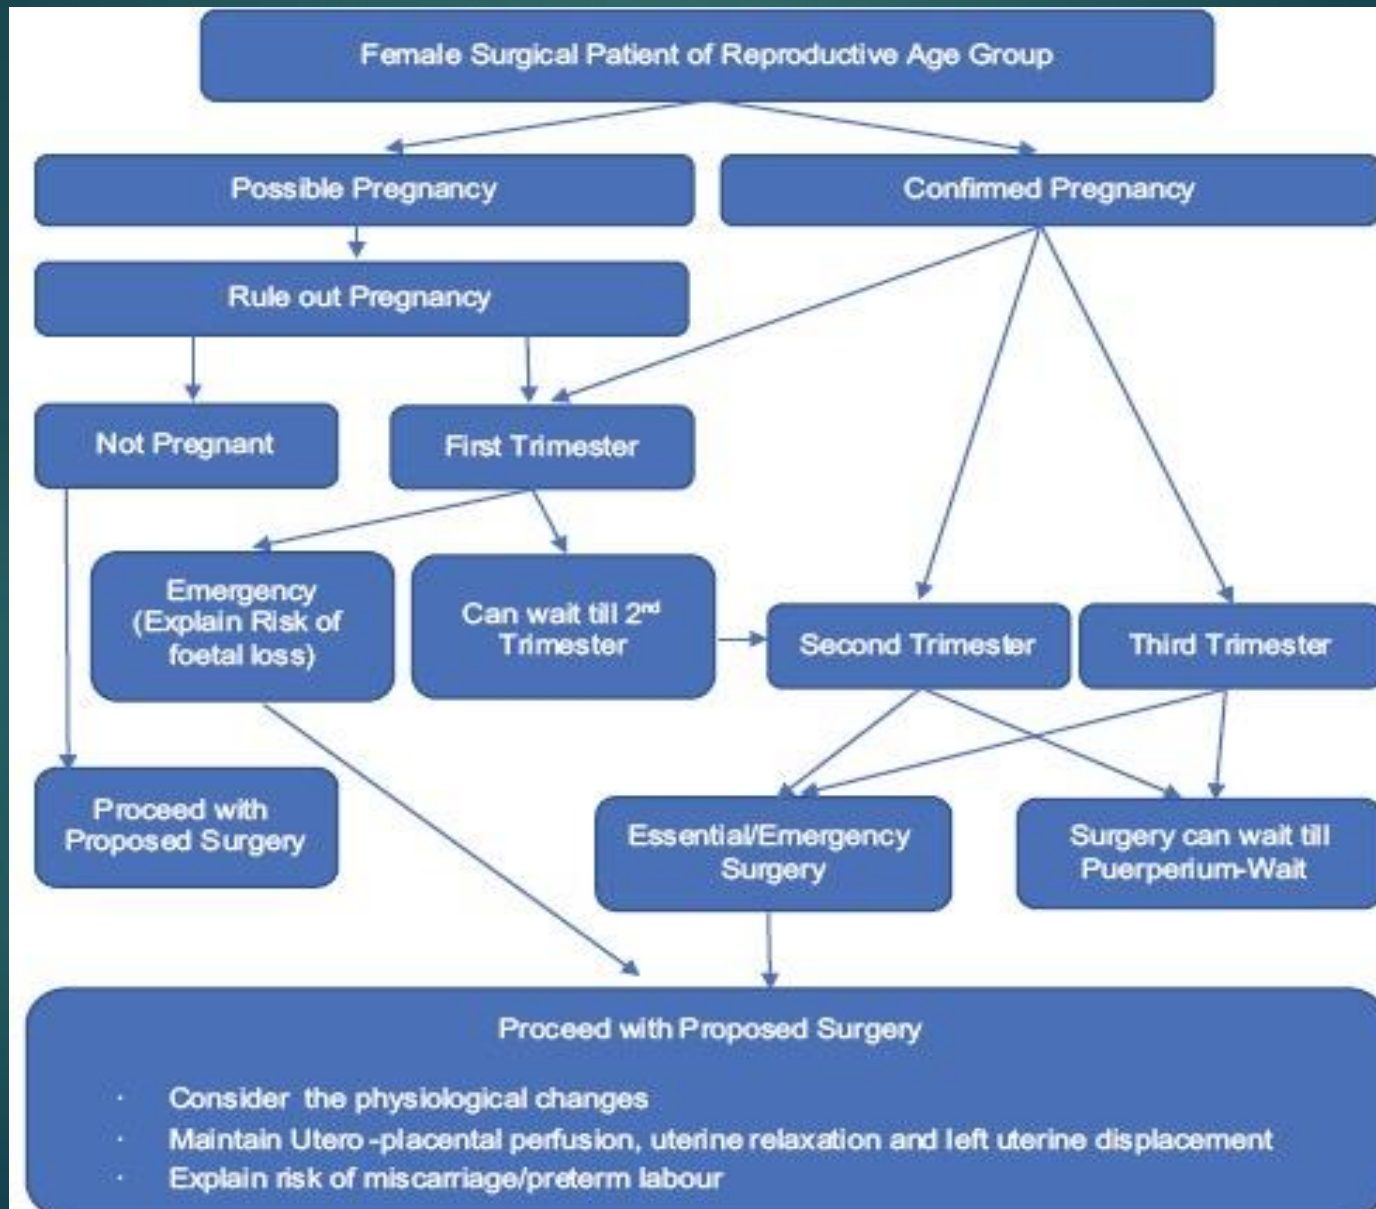 Female Surgical Patient of Reproductive Age Group
Possible Pregnancy
Confirmed Pregnancy
Rule out Pregnancy
Not Pregnant
First Trimester
Emergency
(Explain Risk of
foetal loss)
Can wait till 2nd
Trimester
Second Trimester
Third Trimester
Proceed with
Proposed Surgery
Essential/Emergency
Surgery
Surgery can wait till
Puerperium-Wait
Proceed with Proposed Surgery
· Consider the physiological changes
· Maintain Utero -placental perfusion, uterine relaxation and left uterine displacement
· Explain risk of miscarriage/preterm labour